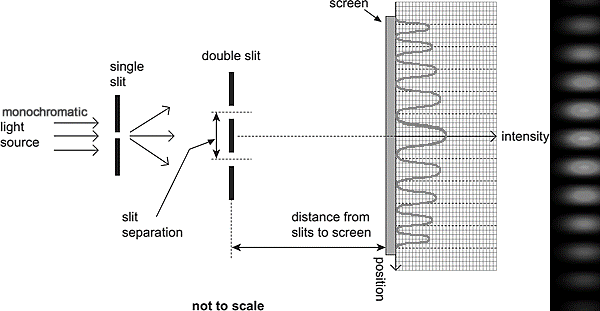 screen
double slit
single
slit
monochromatic
light
source
intensity
slit
separation
distance from
slits to screen
position
not to scale